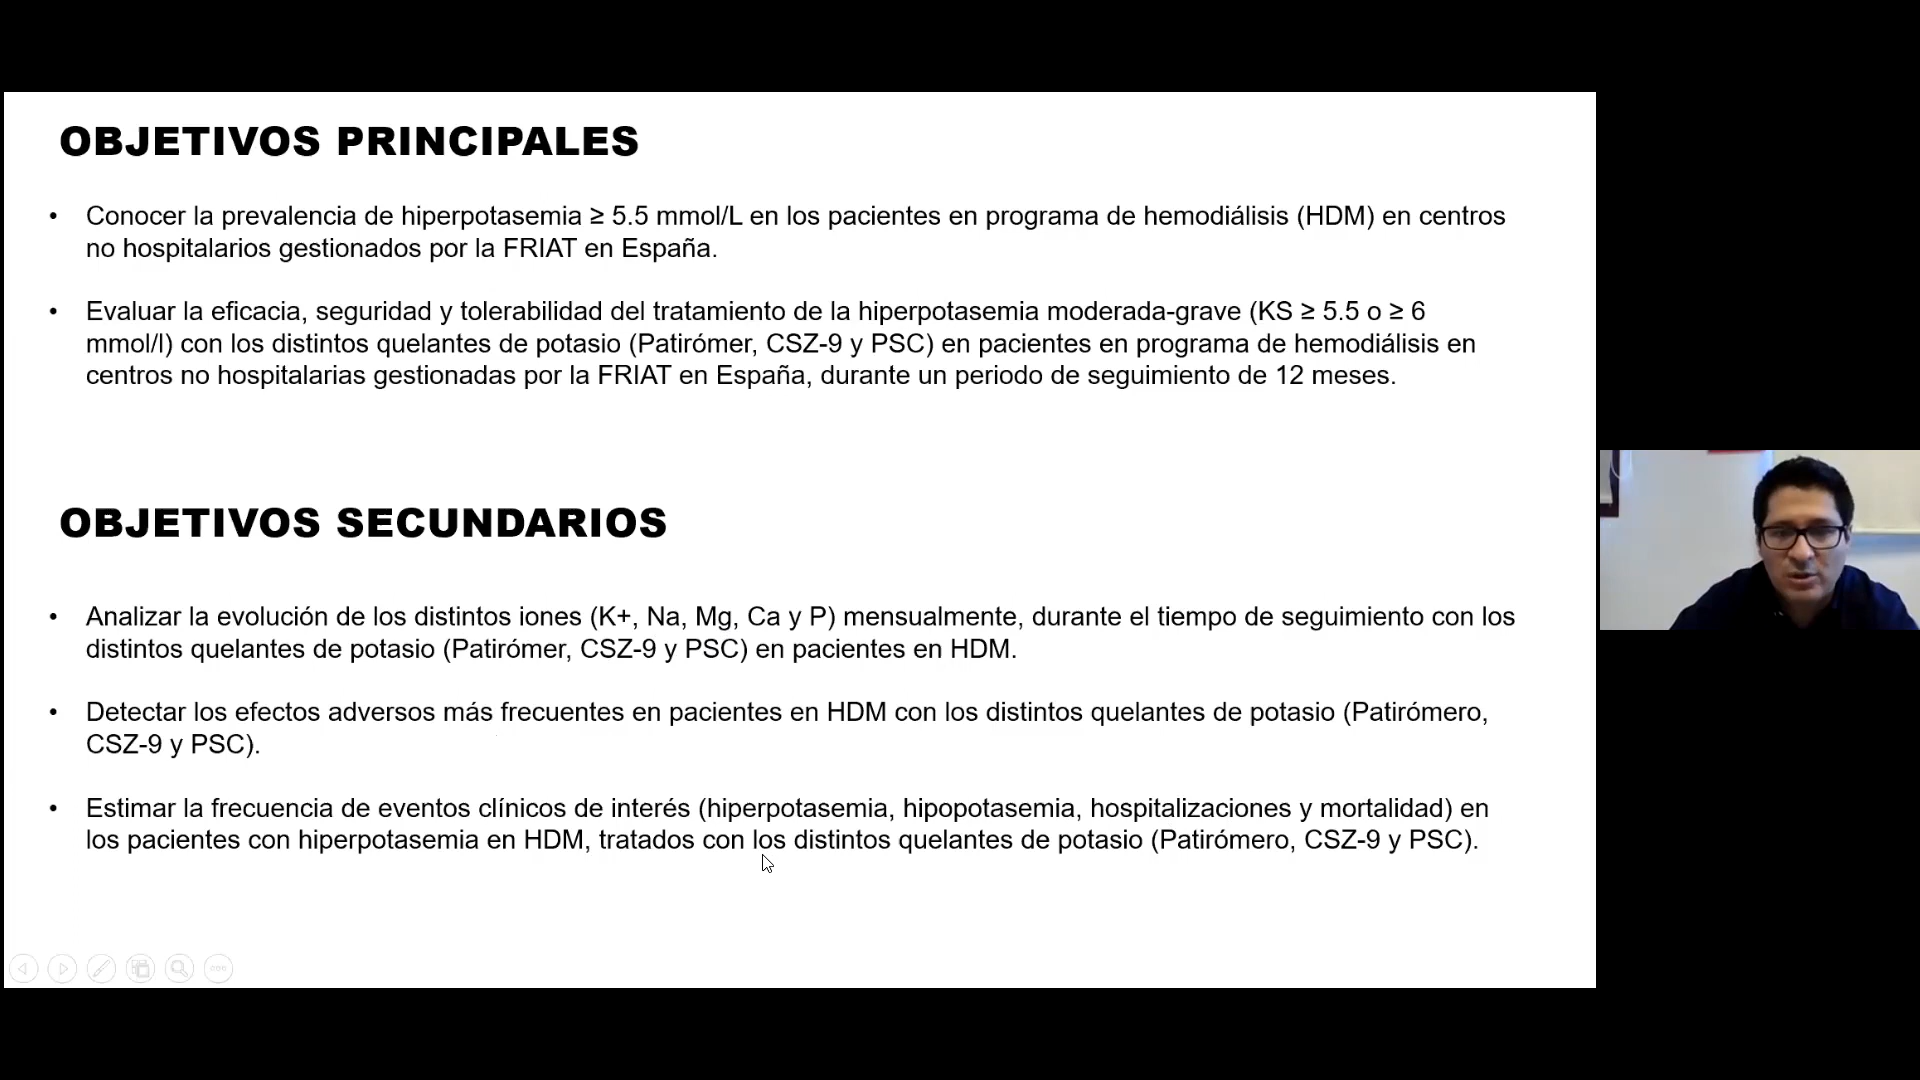 OBJETIVOS PRINCIPALES
• Conocer la prevalencia de hiperpotasemia ≥ 5.5 mmol/L en los pacientes en programa de hemodiálisis (HDM) en centros
no hospitalarios gestionados por la FRIAT en España.
• Evaluar la eficacia, seguridad y tolerabilidad del tratamiento de la hiperpotasemia moderada-grave (KS ≥ 5.5 o ≥ 6
mmol/l) con los distintos quelantes de potasio (Patirómer, CSZ-9 y PSC) en pacientes en programa de hemodiálisis en
centros no hospitalarias gestionadas por la FRIAT en España, durante un periodo de seguimiento de 12 meses.
OBJETIVOS SECUNDARIOS
• Analizar la evolución de los distintos iones (K+, Na, Mg, Ca y P) mensualmente, durante el tiempo de seguimiento con los
distintos quelantes de potasio (Patirómer, CSZ-9 y PSC) en pacientes en HDM.
• Detectar los efectos adversos más frecuentes en pacientes en HDM con los distintos quelantes de potasio (Patirómero,
CSZ-9 y PSC).
• Estimar la frecuencia de eventos clínicos de interés (hiperpotasemia, hipopotasemia, hospitalizaciones y mortalidad) en
los pacientes con hiperpotasemia en HDM, tratados con los distintos quelantes de potasio (Patirómero, CSZ-9 y PSC).